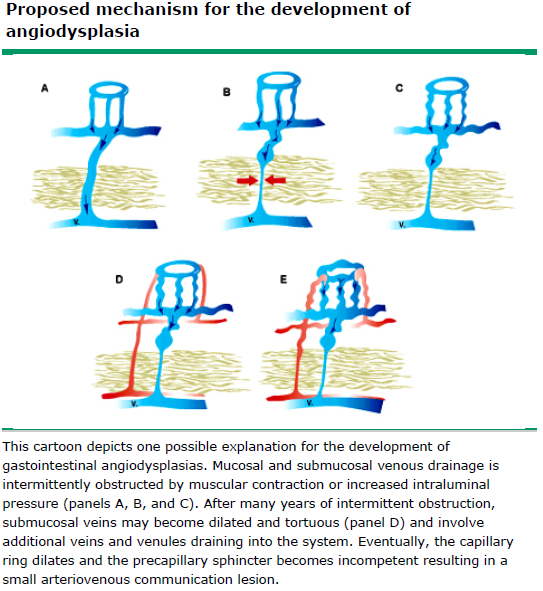 Proposed mechanism for the development of
angiodysplasia
A
B
C
V.
V.
V.
D
E
V.
V.
This cartoon depicts one possible explanation for the development of
gastointestinal angiodysplasias. Mucosal and submucosal venous drainage is
intermittently obstructed by muscular contraction or increased intraluminal
pressure (panels A, B, and C). After many years of intermittent obstruction,
submucosal veins may become dilated and tortuous (panel D) and involve
additional veins and venules draining into the system. Eventually, the capillary
ring dilates and the precapillary sphincter becomes incompetent resulting in a
small arteriovenous communication lesion.